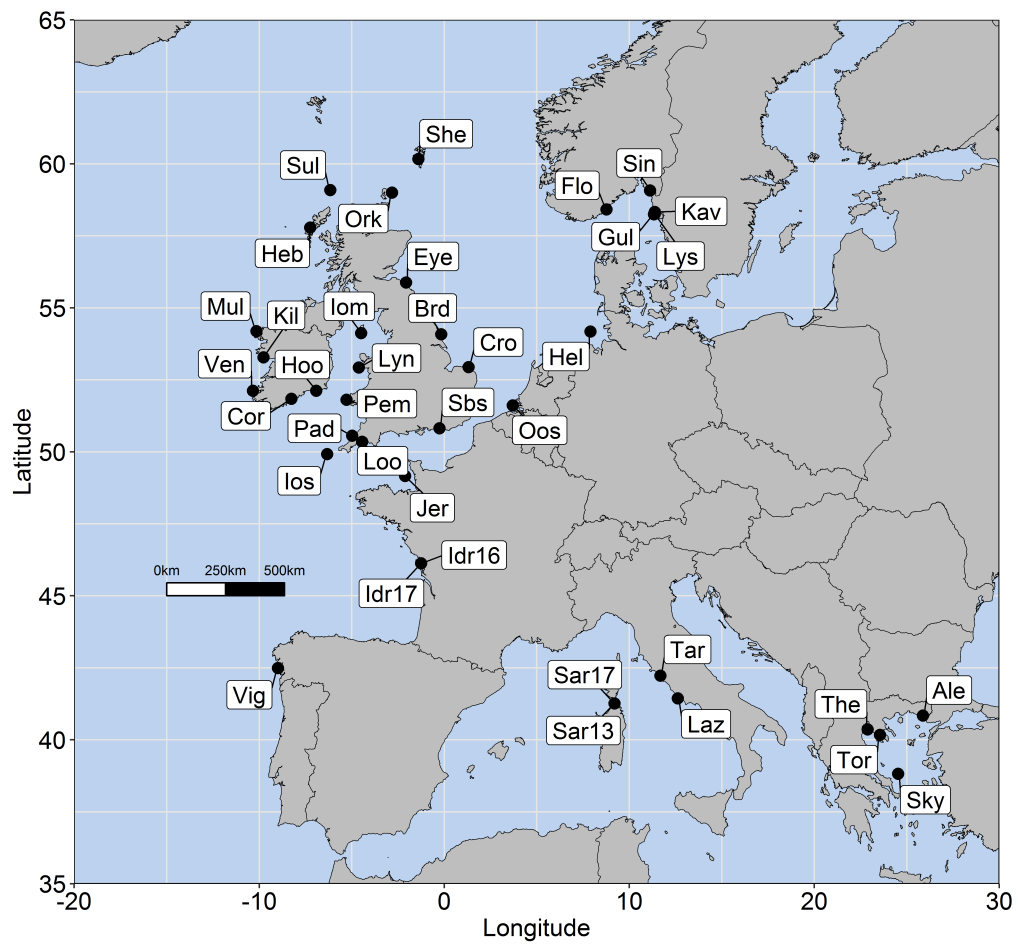 65
60
55
50
45
40
35
Latitude
-20
-10
0
10
20
30
Longitude
She
Sul
Sin
Flo
Ork
Kav
Gul
Heb
Eye
Lys
Mul
Kil
Iom
Brd
Cro
Hel
Ven
Hoo
Lyn
Cor
Pem
Sbs
Pad
Oos
Loo
Ios
Jer
Idr16
0km 250km 500km
Idr17
Tar
Sar17
Vig
Ale
The
Laz
Sar13
Tor
Sky